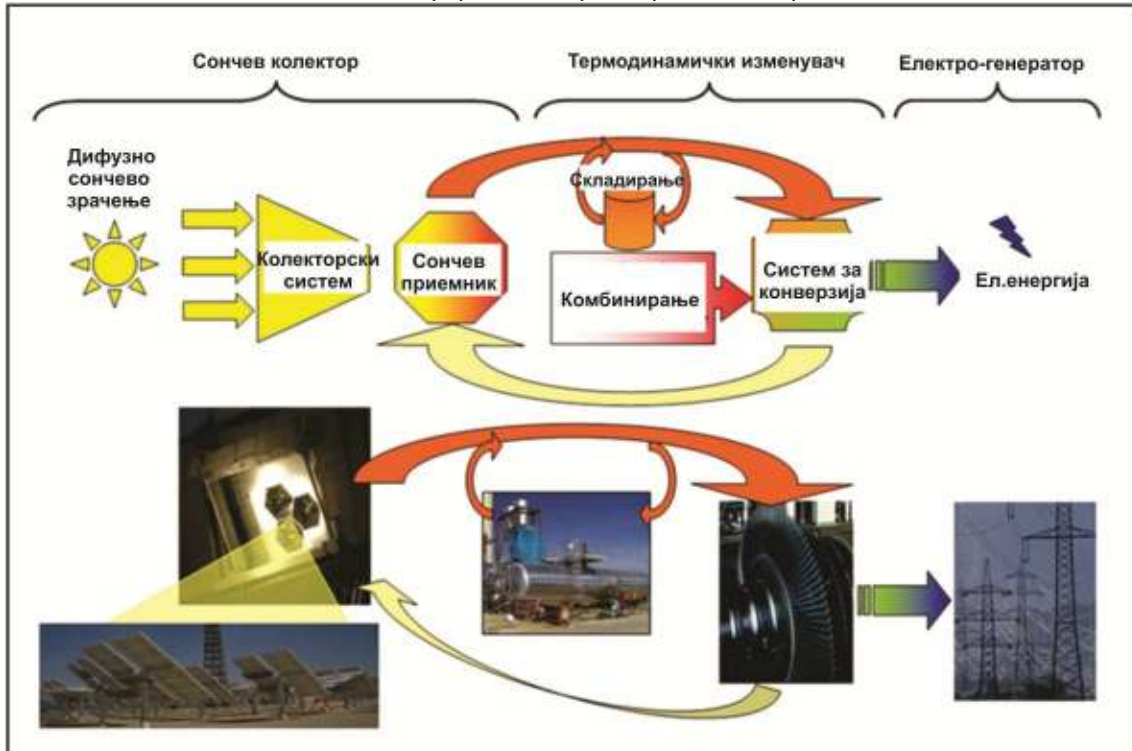 Сончев колектор
Термодинамички изменувач
Електро-генератор
Дифузно
сончево
зрачење
Колекторски
систем
Сончев
приемник
Складирање
Комбинирање
Систем за
конверзија
Ел.енергија